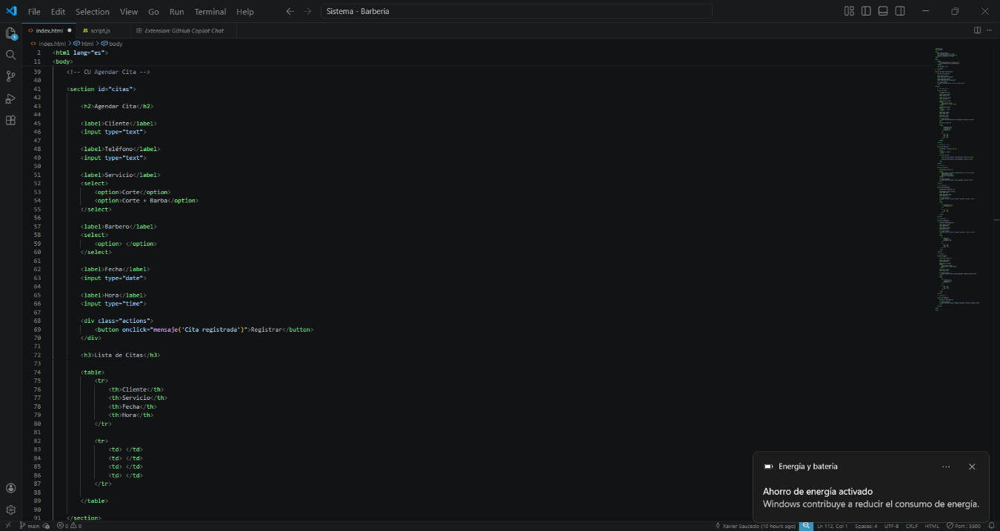 File Edit Selection View Go Run Terminal Help Sistema - Barberia
index.html JS script.js Extension: GitHub Copilot Chat
index.html > html > body
2 <html lang="es">
11 <body>
39 <!-- CU Agendar Cita -->
40
41 <section id="citas">
42
43 <h2>Agendar Cita</h2>
44
45 <label>Cliente</label>
46 <input type="text">
47
48 <label>Teléfono</label>
49 <input type="text">
50
51 <label>Servicio</label>
52 <select>
53 <option>Corte</option>
54 <option>Corte + Barba</option>
55 </select>
56
57 <label>Barbero</label>
58 <select>
59 <option> </option>
60 </select>
61
62 <label>Fecha</label>
63 <input type="date">
64
65 <label>Hora</label>
66 <input type="time">
67
68 <div class="actions">
69 <button onclick="mensaje('Cita registrada')">Registrar</button>
70 </div>
71
72 <h3>Lista de Citas</h3>
73
74 <table>
75 <tr>
76 <th>Cliente</th>
77 <th>Servicio</th>
78 <th>Fecha</th>
79 <th>Hora</th>
80 </tr>
81
82 <tr>
83 <td> </td>
84 <td> </td>
85 <td> </td>
86 <td> </td>
87 </tr>
88
89 </table>
90
91 </section>
Energía y batería
Ahorro de energía activado
Windows contribuye a reducir el consumo de energía.
main 0 0 Xavier Saucedo (10 hours ago) Ln 112, Col 1 Spaces: 4 UTF-8 CRLF HTML Port : 5500